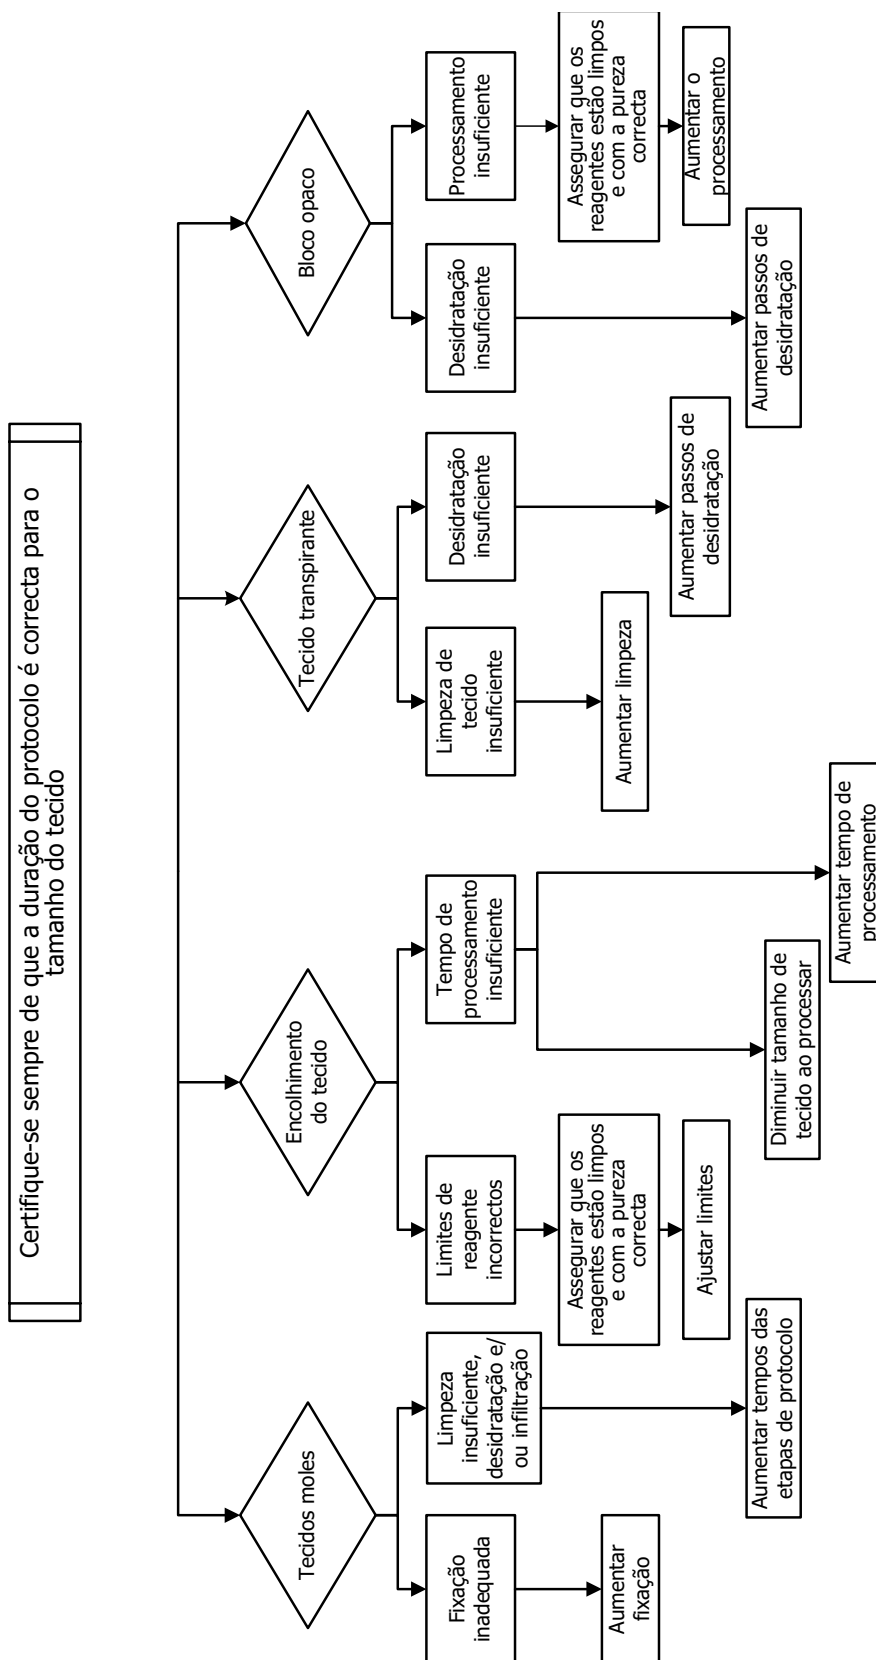 Certifique-se sempre de que a duração do protocolo é correcta para o
tamanho do tecido
Tecidos moles
Encolhimento
do tecido
Tecido transpirante
Bloco opaco
Fixação
inadequada
Limpeza
insuficiente,
desidratação e/
ou infiltração
Limites de
reagente
incorrectos
Tempo de
processamento
insuficiente
Limpeza de
tecido
insuficiente
Desidratação
insuficiente
Desidratação
insuficiente
Processamento
insuficiente
Assegurar que os
reagentes estão limpos
e com a pureza
correcta
Assegurar que os
reagentes estão limpos
e com a pureza
correcta
Aumentar
fixação
Aumentar limpeza
Ajustar limites
Aumentar passos de
desidratação
Aumentar o
processamento
Aumentar tempos das
etapas de protocolo
Diminuir tamanho de
tecido ao processar
Aumentar passos de
desidratação
Aumentar tempo de
processamento